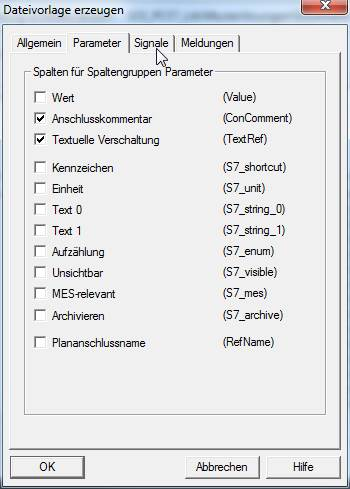 Dateivorlage erzeugen
Allgemein Parameter Signale Meldungen
Spalten für Spaltengruppen Parameter
Wert (Value)
Anschlusskommentar (ConComment)
Textuelle Verschaltung (TextRef)
Kennzeichen (S7_shortcut)
Einheit (S7_unit)
Text 0 (S7_string_0)
Text 1 (S7_string_1)
Aufzählung (S7_enum)
Unsichtbar (S7_visible)
MES-relevant (S7_mes)
Archivieren (S7_archive)
Plananschlussname (RefName)
OK Abbrechen Hilfe